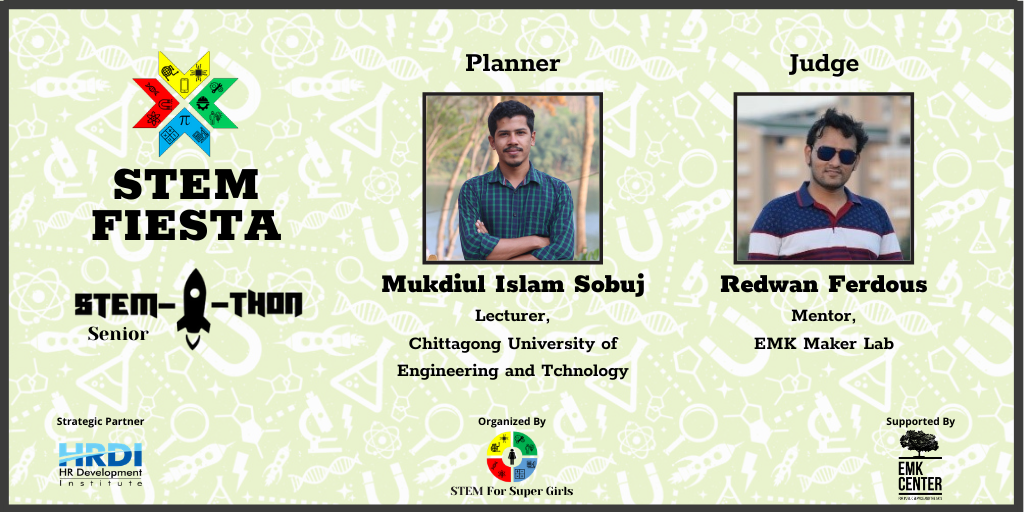 STEM
FIESTA
STEM-
-THON
Senior
Planner
Mukdiul Islam Sobuj
Lecturer,
Chittagong University of
Engineering and Tchnology
Judge
Redwan Ferdous
Mentor,
EMK Maker Lab
Strategic Partner
HRDI
HR Development
Institute
Organized By
STEM For Super Girls
Supported By
EMK
CENTER